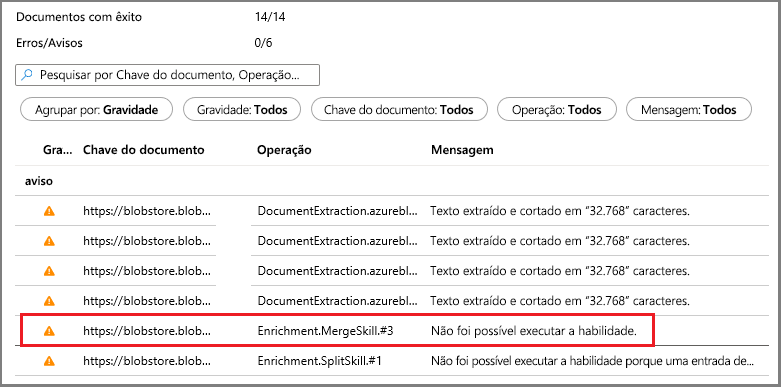 Documentos com êxito 14/14
Erros/Avisos 0/6
Pesquisar por Chave do documento, Operação...
Agrupar por: Gravidade Gravidade: Todos Chave do documento: Todos Operação: Todos Mensagem: Todos
Gra... Chave do documento Operação Mensagem
aviso
https://blobstore.blob... DocumentExtraction.azurebl... Texto extraído e cortado em “32.768” caracteres.
https://blobstore.blob... DocumentExtraction.azurebl... Texto extraído e cortado em “32.768” caracteres.
https://blobstore.blob... DocumentExtraction.azurebl... Texto extraído e cortado em “32.768” caracteres.
https://blobstore.blob... DocumentExtraction.azurebl... Texto extraído e cortado em “32.768” caracteres.
https://blobstore.blob... Enrichment.MergeSkill.#3 Não foi possível executar a habilidade.
https://blobstore.blob... Enrichment.SplitSkill.#1 Não foi possível executar a habilidade porque uma entrada de...